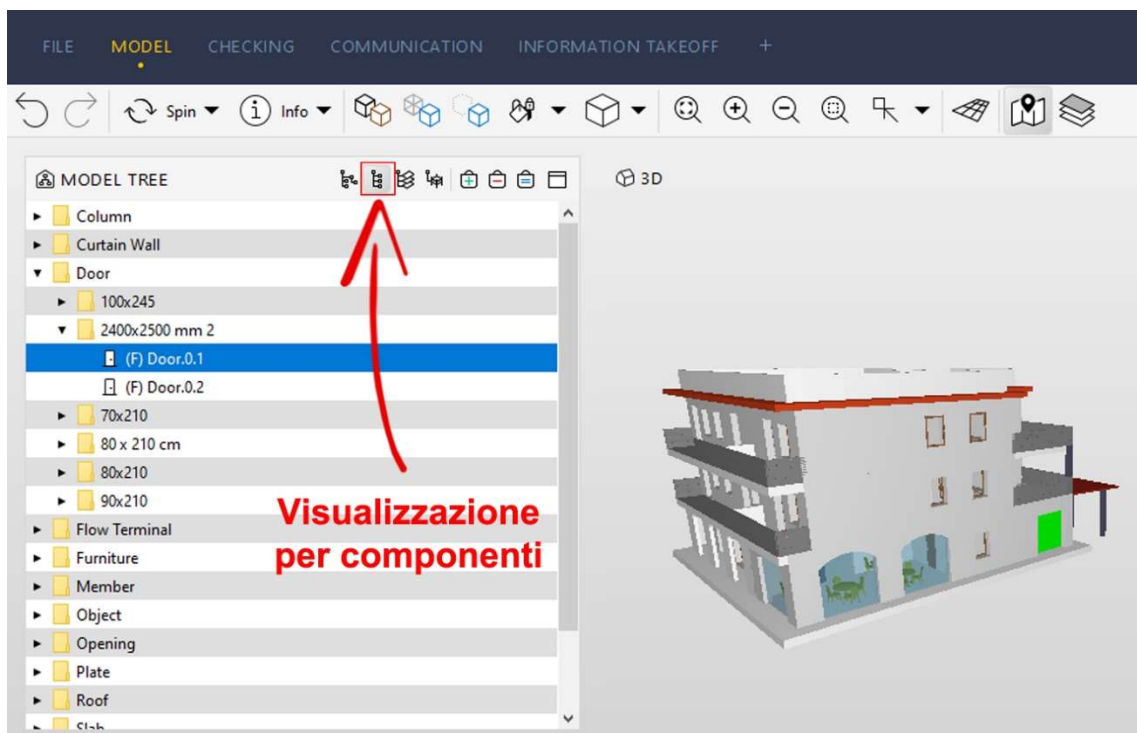 FILE MODEL CHECKING COMMUNICATION INFORMATION TAKEOFF +
Spin Info
MODEL TREE
3D
Column
Curtain Wall
Door
100x245
2400x2500 mm 2
(F) Door.0.1
(F) Door.0.2
70x210
80 x 210 cm
80x210
90x210
Flow Terminal
Furniture
Member
Object
Opening
Plate
Roof
Slab
Visualizzazione
per componenti